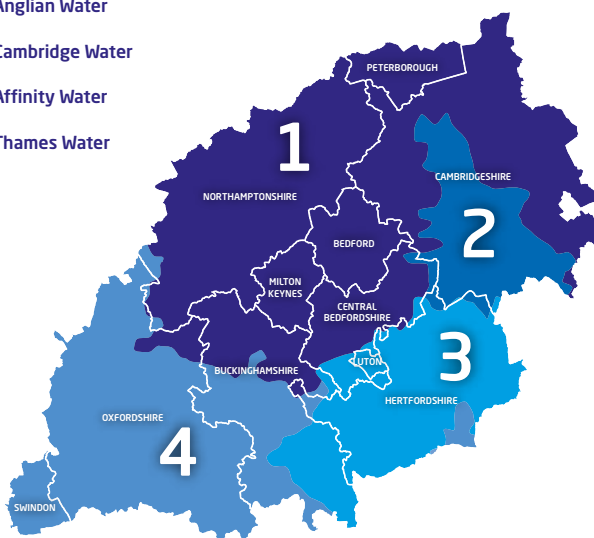 Anglian Water
Cambridge Water
Affinity Water
Thames Water
PETERBOROUGH
1
CAMBRIDGESHIRE
NORTHAMPTONSHIRE
2
BEDFORD
MILTON
KEYNES
CENTRAL
BEDFORDSHIRE
3
LUTON
BUCKINGHAMSHIRE
HERTFORDSHIRE
OXFORDSHIRE
4
SWINDON